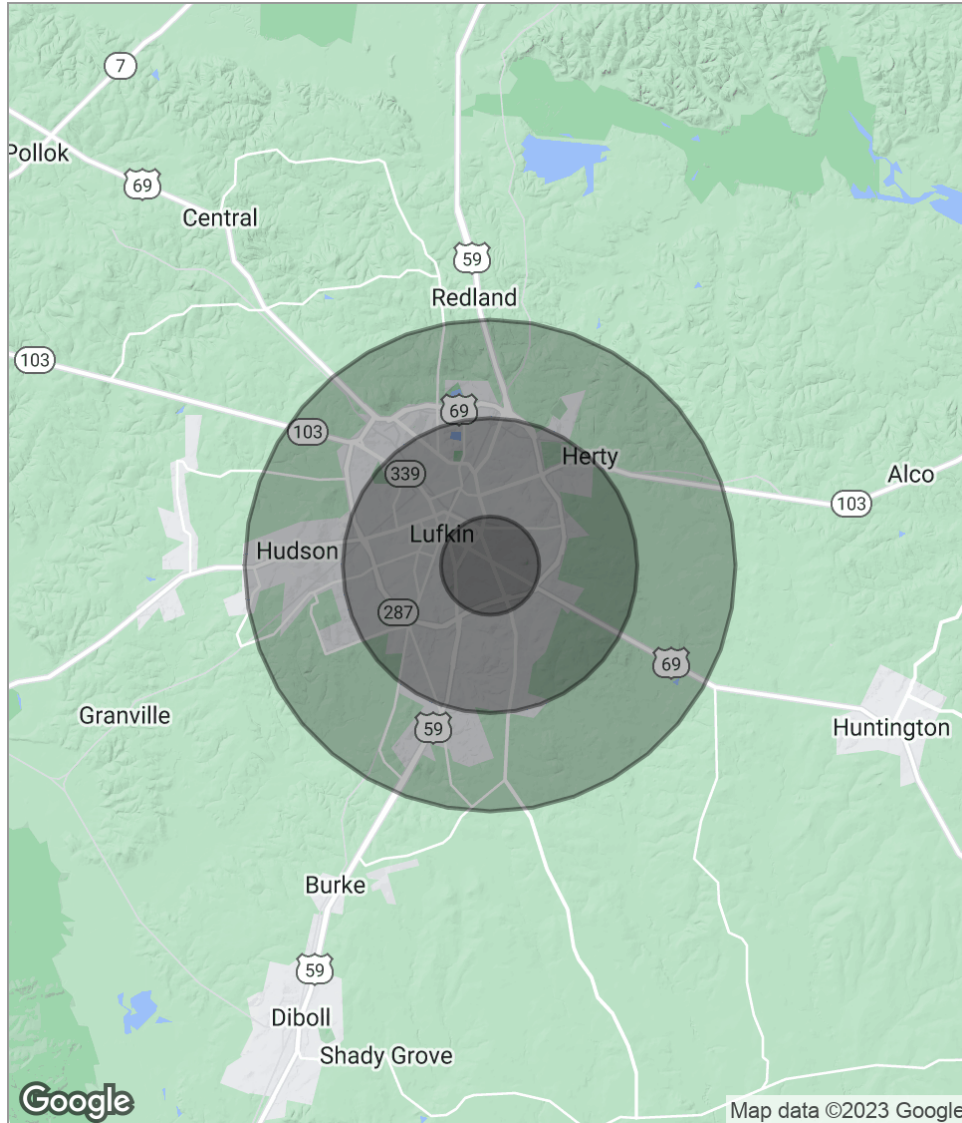 7
Pollok
69
Central
59
Redland
103
69
103
339
Herty
Alco
103
Lufkin
Hudson
287
69
Granville
59
Huntington
Burke
59
Diboll
Shady Grove
Google
Map data ©2023 Google